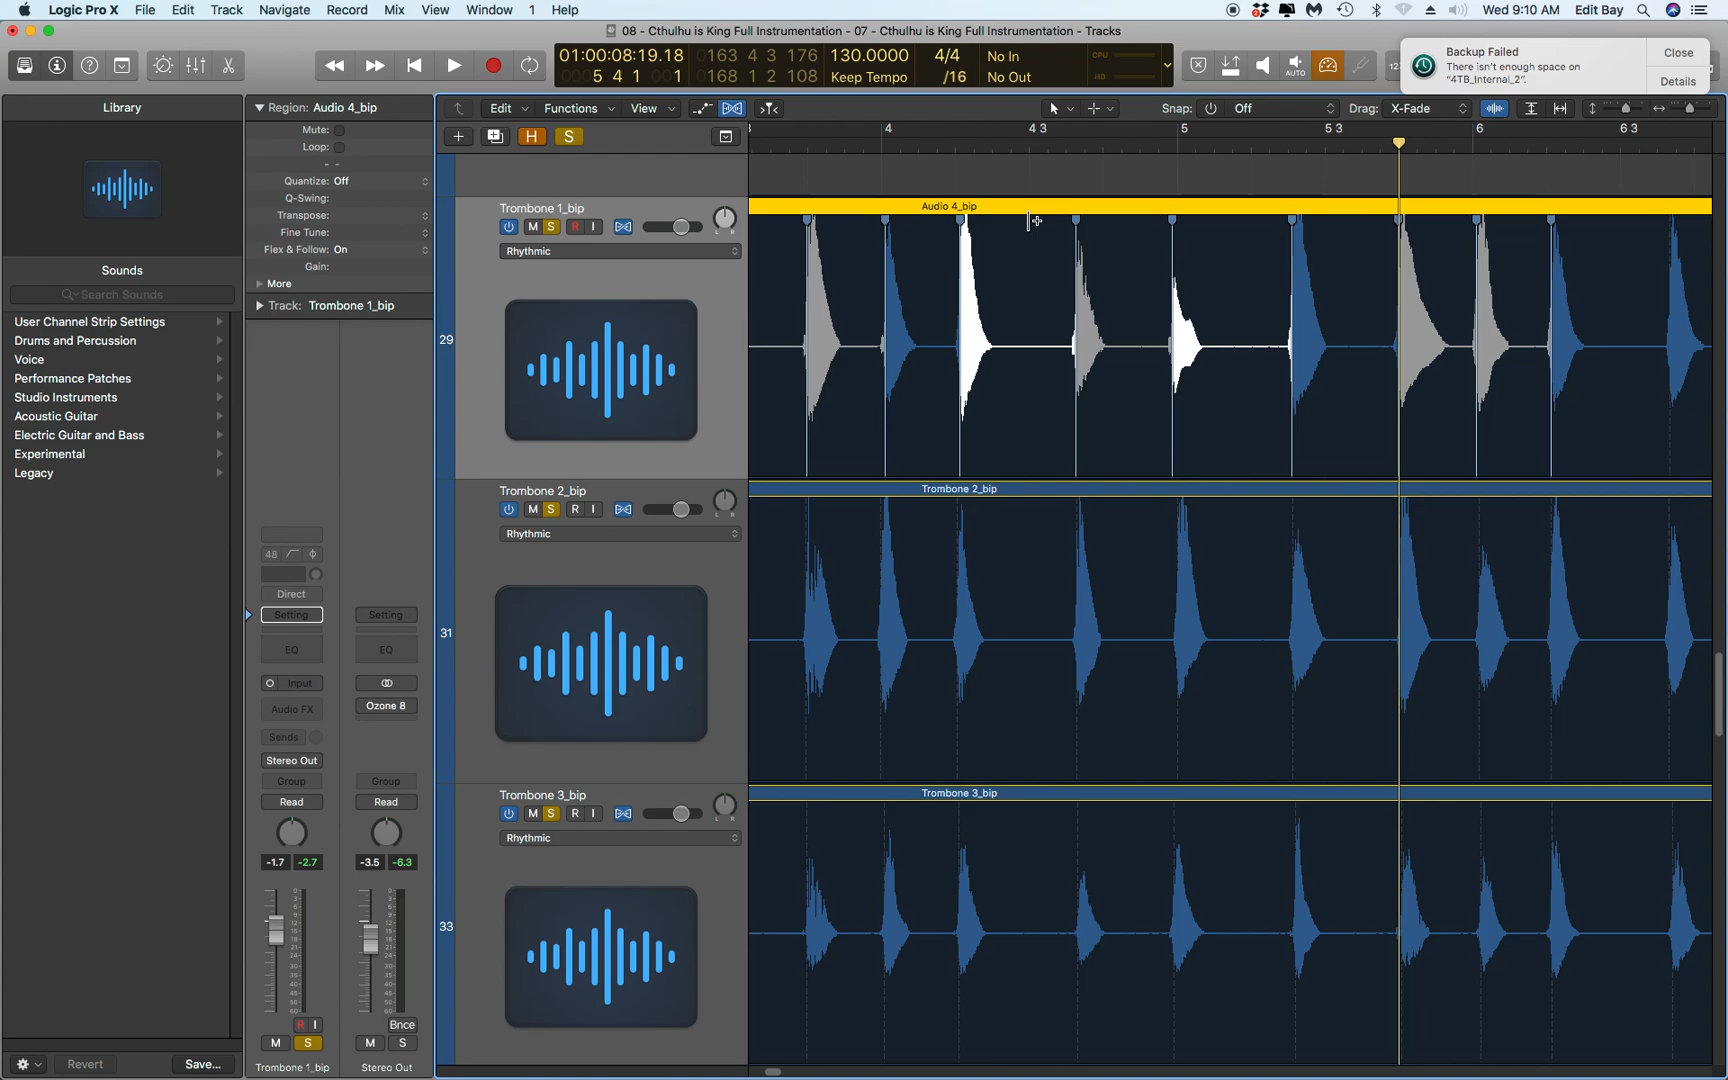 Logic Pro X File Edit Track Navigate Record Mix View Window 1 Help
Wed 9:10 AM Edit Bay
08 - Cthulhu is King Full Instrumentation - 07 - Cthulhu is King Full Instrumentation - Tracks
01:00:08:19.18 0163 4 3 176 130.0000 4/4 No In CPU
5 4 1 001 0168 1 2 108 Keep Tempo /16 No Out HD
AUTO
Backup Failed
There isn't enough space on
"4TB_Internal_2".
Close
Details
Library
Region: Audio 4_bip
Edit Functions View
Snap: Off Drag: X-Fade
Mute:
Loop:
Quantize: Off
Q-Swing:
Transpose:
Fine Tune:
Flex & Follow: On
Gain:
More
Track: Trombone 1_bip
H S
4 4 3 5 5 3 6 6 3
Sounds
Search Sounds
User Channel Strip Settings
Drums and Percussion
Voice
Performance Patches
Studio Instruments
Acoustic Guitar
Electric Guitar and Bass
Experimental
Legacy
29
Trombone 1_bip
M S R I
L R
Rhythmic
Audio 4_bip
31
Trombone 2_bip
M S R I
L R
Rhythmic
Trombone 2_bip
33
Trombone 3_bip
M S R I
L R
Rhythmic
Trombone 3_bip
48
Direct
Setting Setting
EQ EQ
Input
Audio FX Ozone 8
Sends
Stereo Out
Group Group
Read Read
-1.7 -2.7 -3.5 -6.3
R I Bnce
M S M S
Trombone 1_bip Stereo Out
Revert Save...